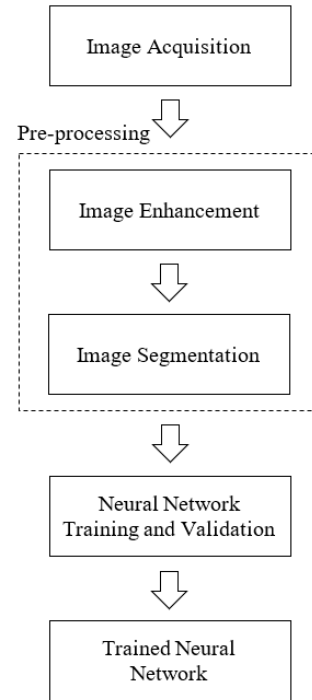 Image Acquisition
Pre-processing
Image Enhancement
Image Segmentation
Neural Network
Training and Validation
Trained Neural
Network